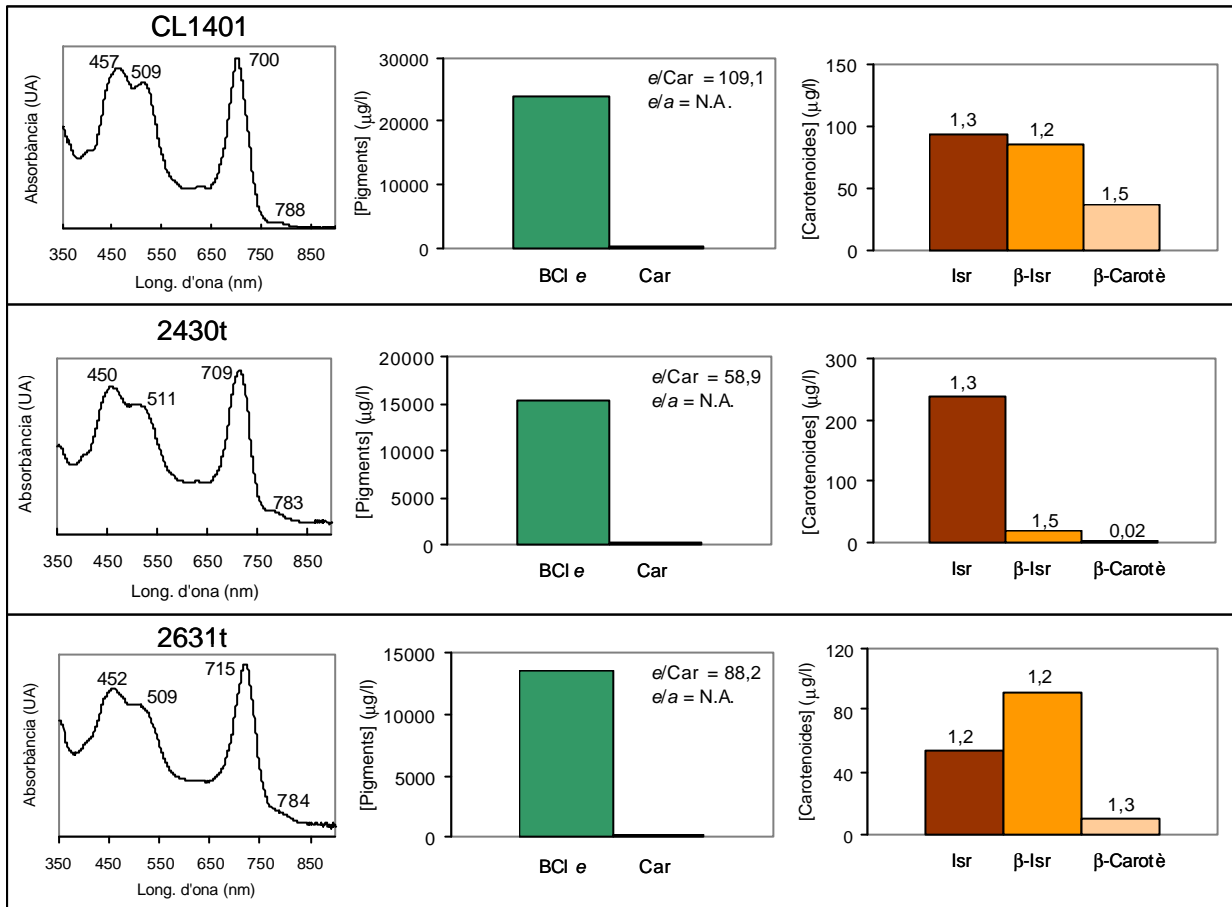 CL1401
Absorbància (UA)
457
509
700
788
350 450 550 650 750 850
Long. d'ona (nm)
[Pigments] (μg/l)
30000
20000
10000
0
e/Car = 109,1
e/a = N.A.
BCl e Car
[Carotenoides] (μg/l)
150
100
50
0
1,3
1,2
1,5
Isr β-Isr β-Carotè
2430t
Absorbància (UA)
450
511
709
783
350 450 550 650 750 850
Long. d'ona (nm)
[Pigments] (μg/l)
20000
15000
10000
5000
0
e/Car = 58,9
e/a = N.A.
BCl e Car
[Carotenoides] (μg/l)
300
200
100
0
1,3
1,5
0,02
Isr β-Isr β-Carotè
2631t
Absorbància (UA)
452
509
715
784
350 450 550 650 750 850
Long. d'ona (nm)
[Pigments] (μg/l)
15000
10000
5000
0
e/Car = 88,2
e/a = N.A.
BCl e Car
[Carotenoides] (μg/l)
120
80
40
0
1,2
1,2
1,3
Isr β-Isr β-Carotè